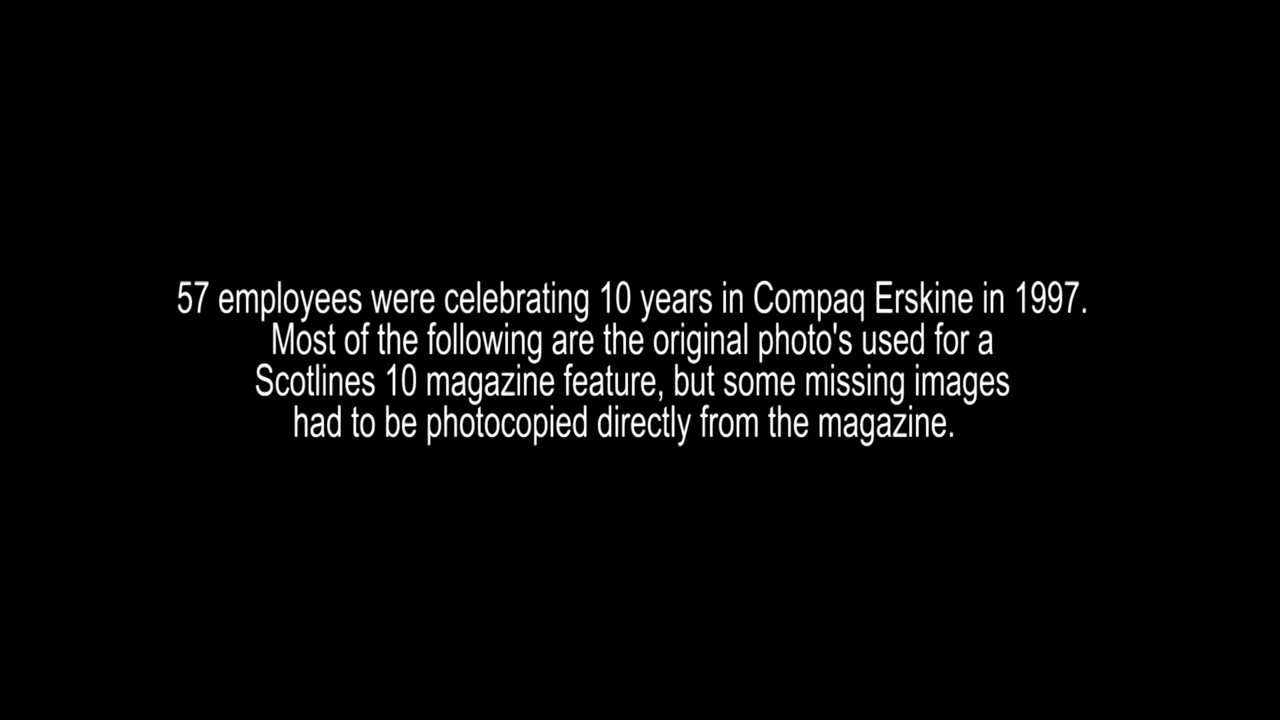 57 employees were celebrating 10 years in Compaq Erskine in 1997.
Most of the following are the original photo's used for a
Scotlines 10 magazine feature, but some missing images
had to be photocopied directly from the magazine.